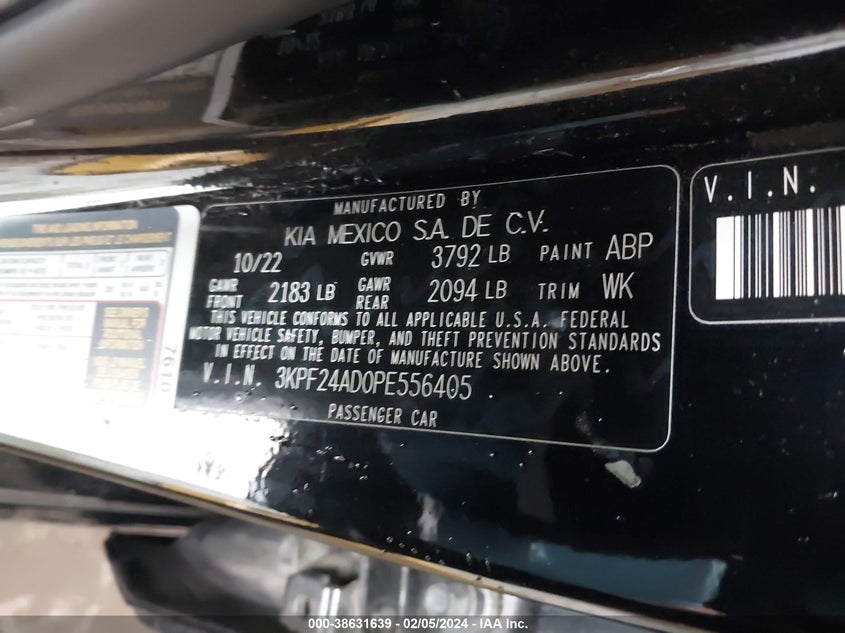 MANUFACTURED BY
KIA MEXICO S.A. DE C.V.
10/22 GVWR 3792 LB PAINT ABP
GAWR FRONT 2183 LB GAWR REAR 2094 LB TRIM WK
THIS VEHICLE CONFORMS TO ALL APPLICABLE U.S.A. FEDERAL
MOTOR VEHICLE SAFETY, BUMPER, AND THEFT PREVENTION STANDARDS
IN EFFECT ON THE DATE OF MANUFACTURE SHOWN ABOVE.
V.I.N. 3KPF24AD0PE556405
PASSENGER CAR
V.I.N.
000-38631639 / 02/05/2024 - IAA Inc.